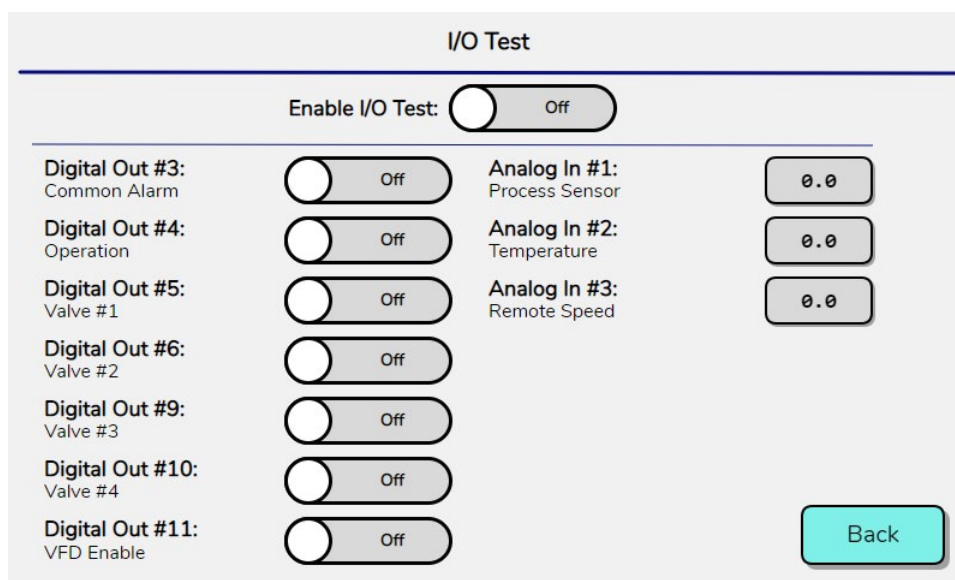 I/O Test
Enable I/O Test: Off
Digital Out #3:
Common Alarm
Off
Digital Out #4:
Operation
Off
Digital Out #5:
Valve #1
Off
Digital Out #6:
Valve #2
Off
Digital Out #9:
Valve #3
Off
Digital Out #10:
Valve #4
Off
Digital Out #11:
VFD Enable
Off
Analog In #1:
Process Sensor
0.0
Analog In #2:
Temperature
0.0
Analog In #3:
Remote Speed
0.0
Back